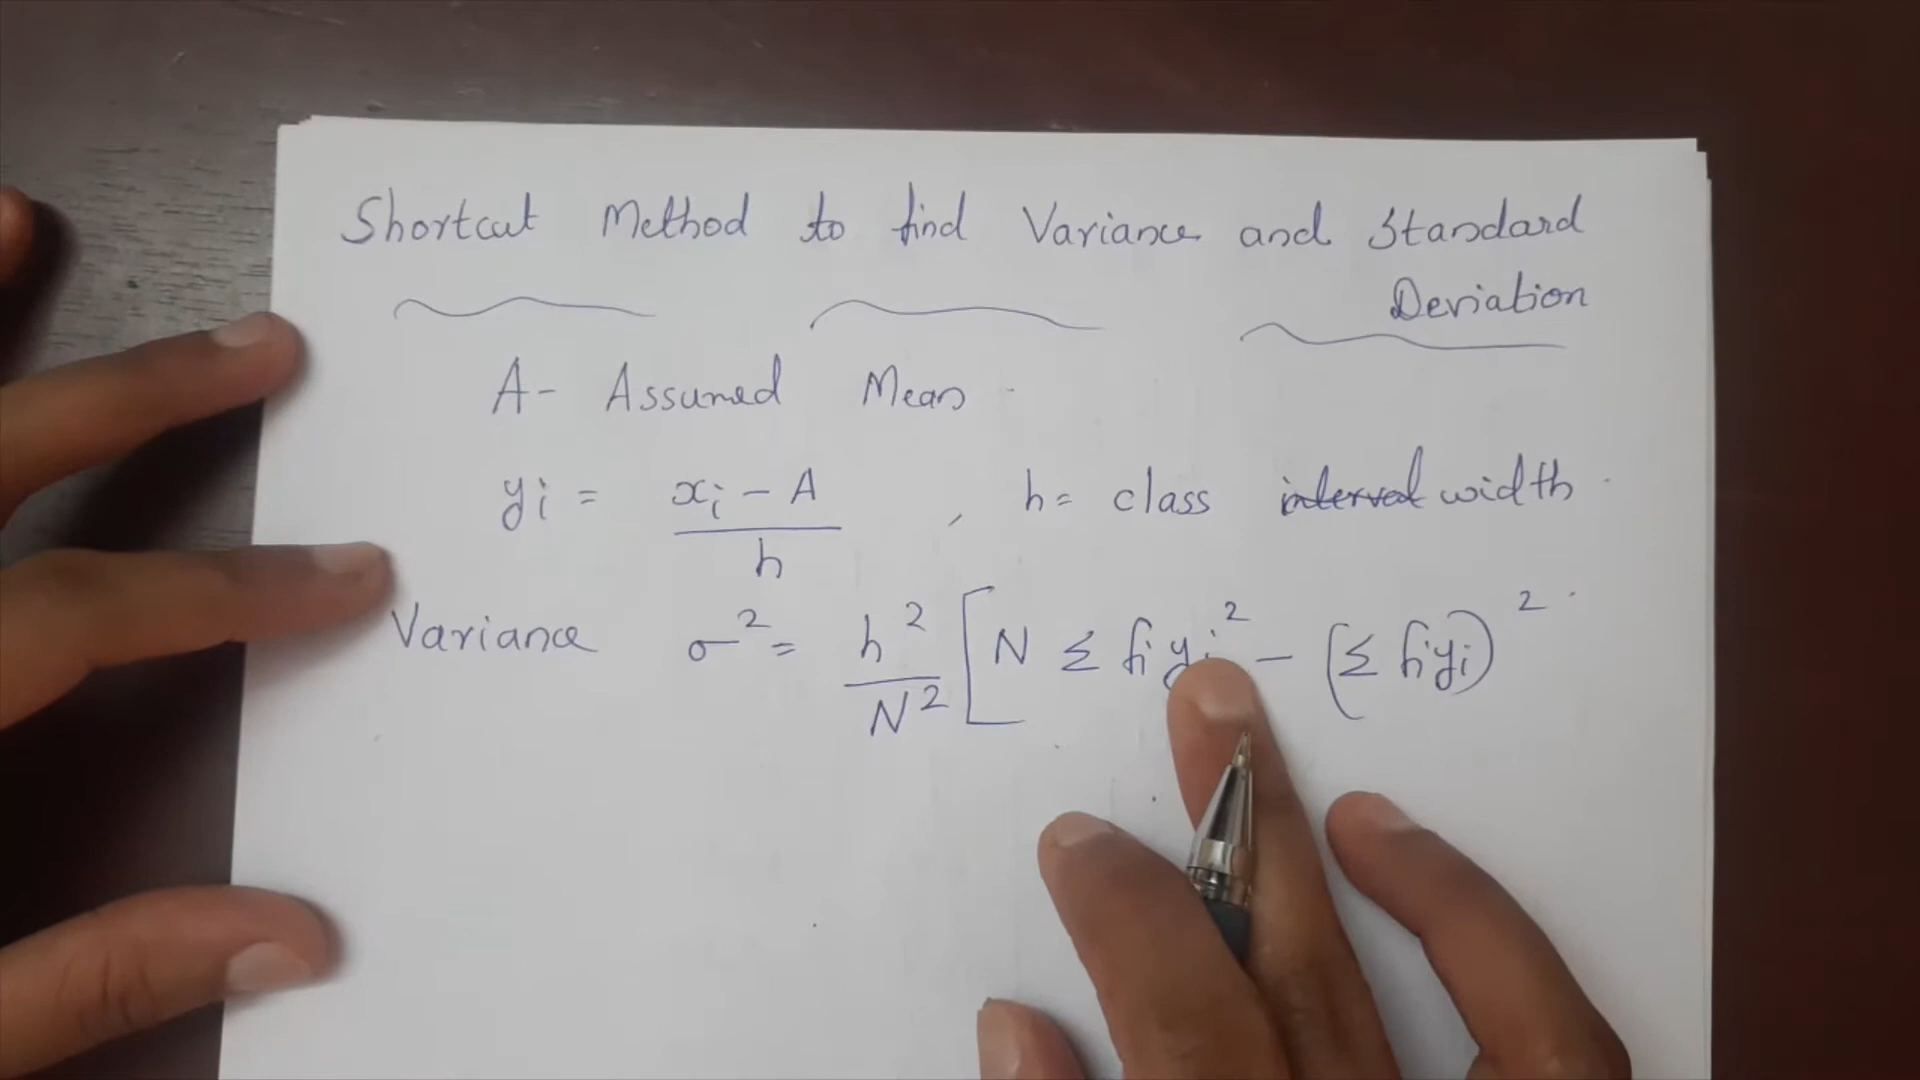 Shortcut Method to find Variance and Standard
Deviation
A - Assumed Mean
yi = xi - A / h , h = class interval width
Variance σ² = h²/N² [N Σ fiyi² - (Σ fiyi)²